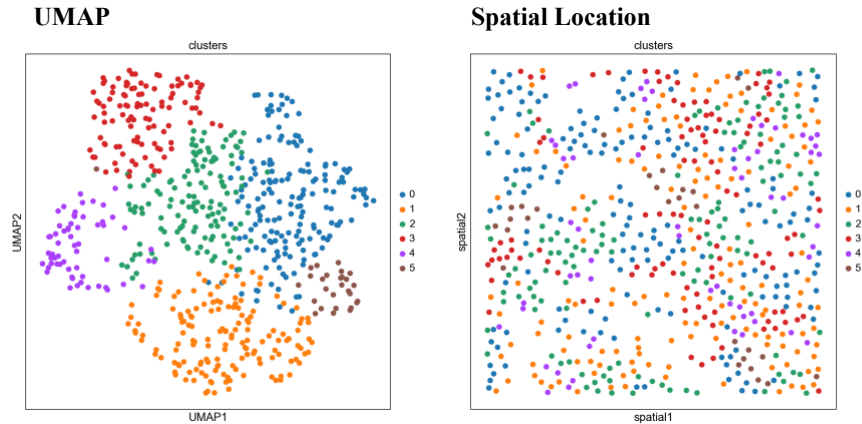 UMAP
Spatial Location
clusters
clusters
UMAP2
spatial2
0
1
2
3
4
5
0
1
2
3
4
5
UMAP1
spatial1